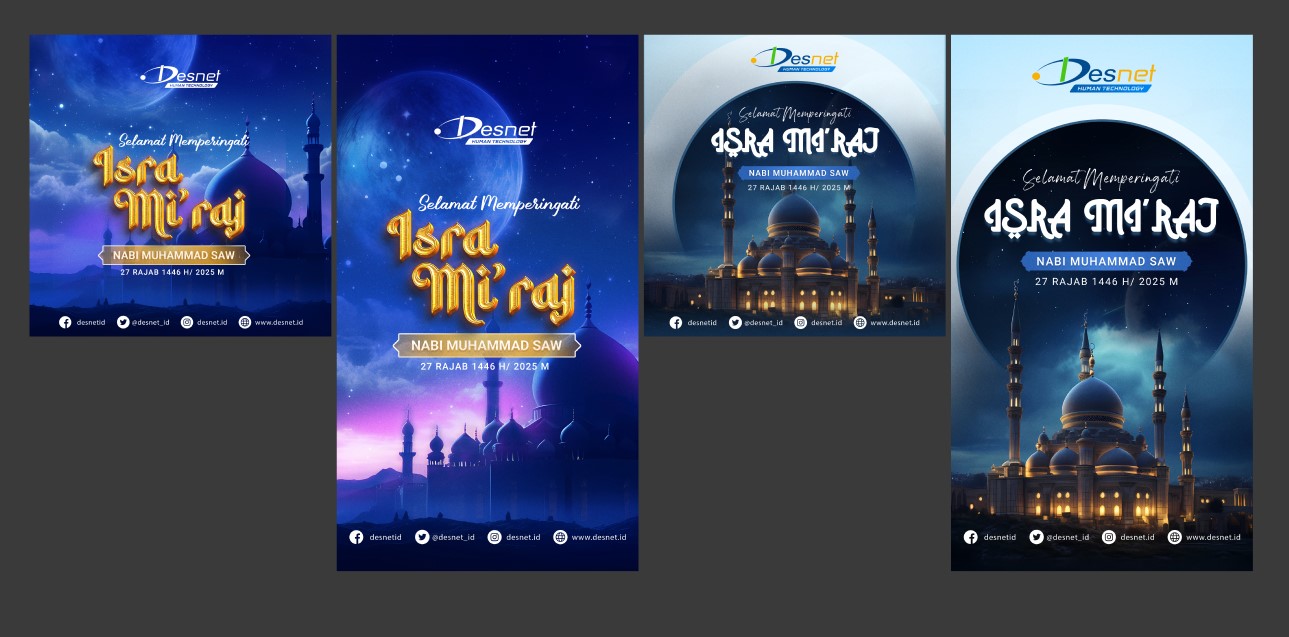 Desnet
HUMAN TECHNOLOGY
Selamat Memperingati
Isra
Mi'raj
NABI MUHAMMAD SAW
27 RAJAB 1446 H/ 2025 M
desnetid
@desnet_id
desnet.id
www.desnet.id
Desnet
HUMAN TECHNOLOGY
Selamat Memperingati
Isra
Mi'raj
NABI MUHAMMAD SAW
27 RAJAB 1446 H/ 2025 M
desnetid
@desnet_id
desnet.id
www.desnet.id
Desnet
HUMAN TECHNOLOGY
Selamat Memperingati
ISRA MI'RAJ
NABI MUHAMMAD SAW
27 RAJAB 1446 H/ 2025 M
desnetid
@desnet_id
desnet.id
www.desnet.id
Desnet
HUMAN TECHNOLOGY
Selamat Memperingati
ISRA MI'RAJ
NABI MUHAMMAD SAW
27 RAJAB 1446 H/ 2025 M
desnetid
@desnet_id
desnet.id
www.desnet.id